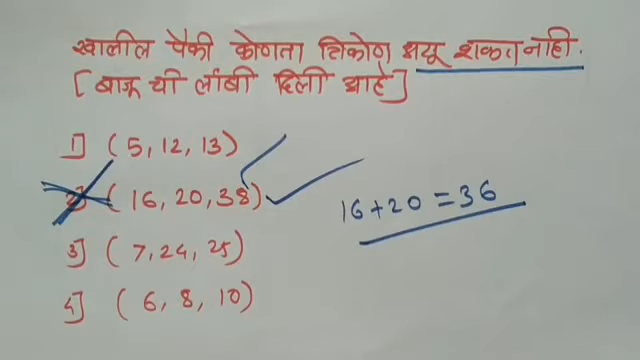 खालील पैकी कोणता त्रिकोण असू शकत नाही.
[बाजू ची लांबी दिली आहे]
1] (5, 12, 13)
2] (16, 20, 38)
16+20 = 36
3] (7, 24, 25)
4] (6, 8, 10)